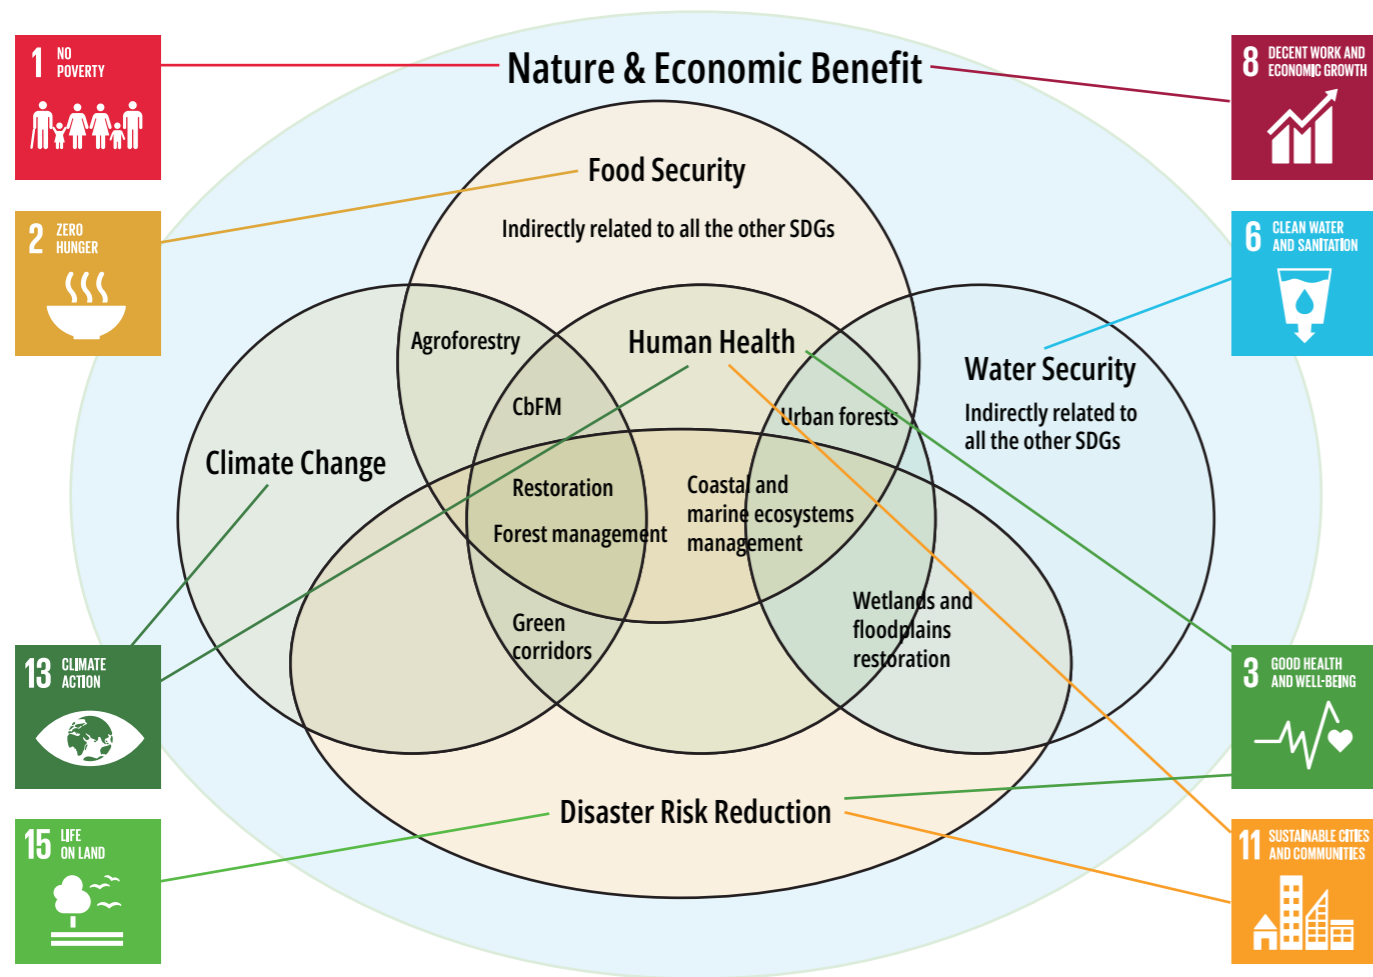 1 NO
POVERTY
Nature & Economic Benefit
8 DECENT WORK AND
ECONOMIC GROWTH
Food Security
Indirectly related to all the other SDGs
2 ZERO
HUNGER
6 CLEAN WATER
AND SANITATION
Agroforestry
Human Health
Water Security
Indirectly related to
all the other SDGs
CbFM
Urban forests
Climate Change
Restoration
Forest management
Coastal and
marine ecosystems
management
Green
corridors
Wetlands and
floodplains
restoration
13 CLIMATE
ACTION
3 GOOD HEALTH
AND WELL-BEING
Disaster Risk Reduction
15 LIFE
ON LAND
11 SUSTAINABLE CITIES
AND COMMUNITIES